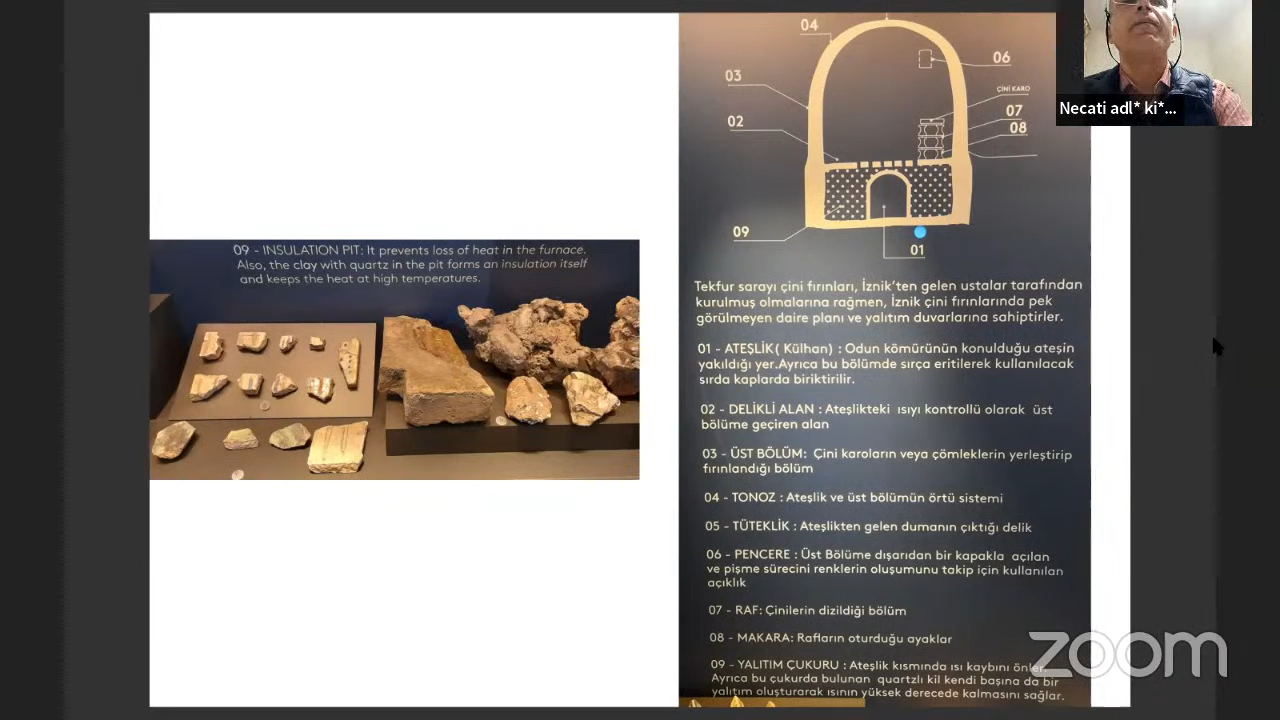 09 - INSULATION PIT: It prevents loss of heat in the furnace.
Also, the clay with quartz in the pit forms an insulation itself
and keeps the heat at high temperatures.
04
03
02
09
01
06
ÇİNİ KARO
07
08
Tekfur sarayı çini fırınları, İznik'ten gelen ustalar tarafından
kurulmuş olmalarına rağmen, İznik çini fırınlarında pek
görülmeyen daire planı ve yalıtım duvarlarına sahiptirler.
01 - ATEŞLİK( Külhan) : Odun kömürünün konulduğu ateşin
yakıldığı yer.Ayrıca bu bölümde sırça eritilerek kullanılacak
sırda kaplarda biriktirilir.
02 - DELİKLİ ALAN : Ateşlikteki ısıyı kontrollü olarak üst
bölüme geçiren alan
03 - ÜST BÖLÜM: Çini karoların veya çömleklerin yerleştirip
fırınlandığı bölüm
04 - TONOZ : Ateşlik ve üst bölümün örtü sistemi
05 - TÜTEKLİK : Ateşlikten gelen dumanın çıktığı delik
06 - PENCERE : Üst Bölüme dışarıdan bir kapakla açılan
ve pişme sürecini renklerin oluşumunu takip için kullanılan
açıklık
07 - RAF: Çinilerin dizildiği bölüm
08 - MAKARA: Rafların oturduğu ayaklar
09 - YALITIM ÇUKURU : Ateşlik kısmında ısı kaybını önler.
Ayrıca bu çukurda bulunan quartzlı kil kendi başına da bir
yalıtım oluşturarak ısının yüksek derecede kalmasını sağlar.
Necati adl* ki*...
zoom